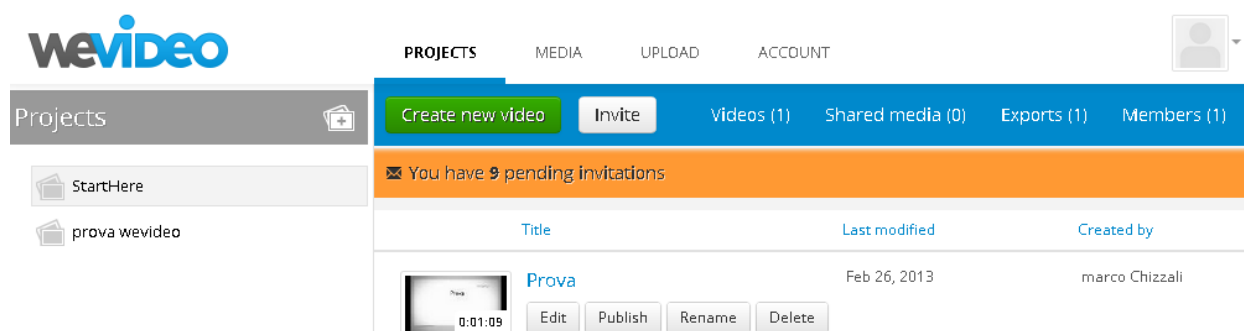 wevideo
PROJECTS MEDIA UPLOAD ACCOUNT
Projects
Create new video Invite Videos (1) Shared media (0) Exports (1) Members (1)
You have 9 pending invitations
StartHere
prova wevideo
Title Last modified Created by
Prova Feb 26, 2013 marco Chizzali
Prova
0:01:09
Edit Publish Rename Delete